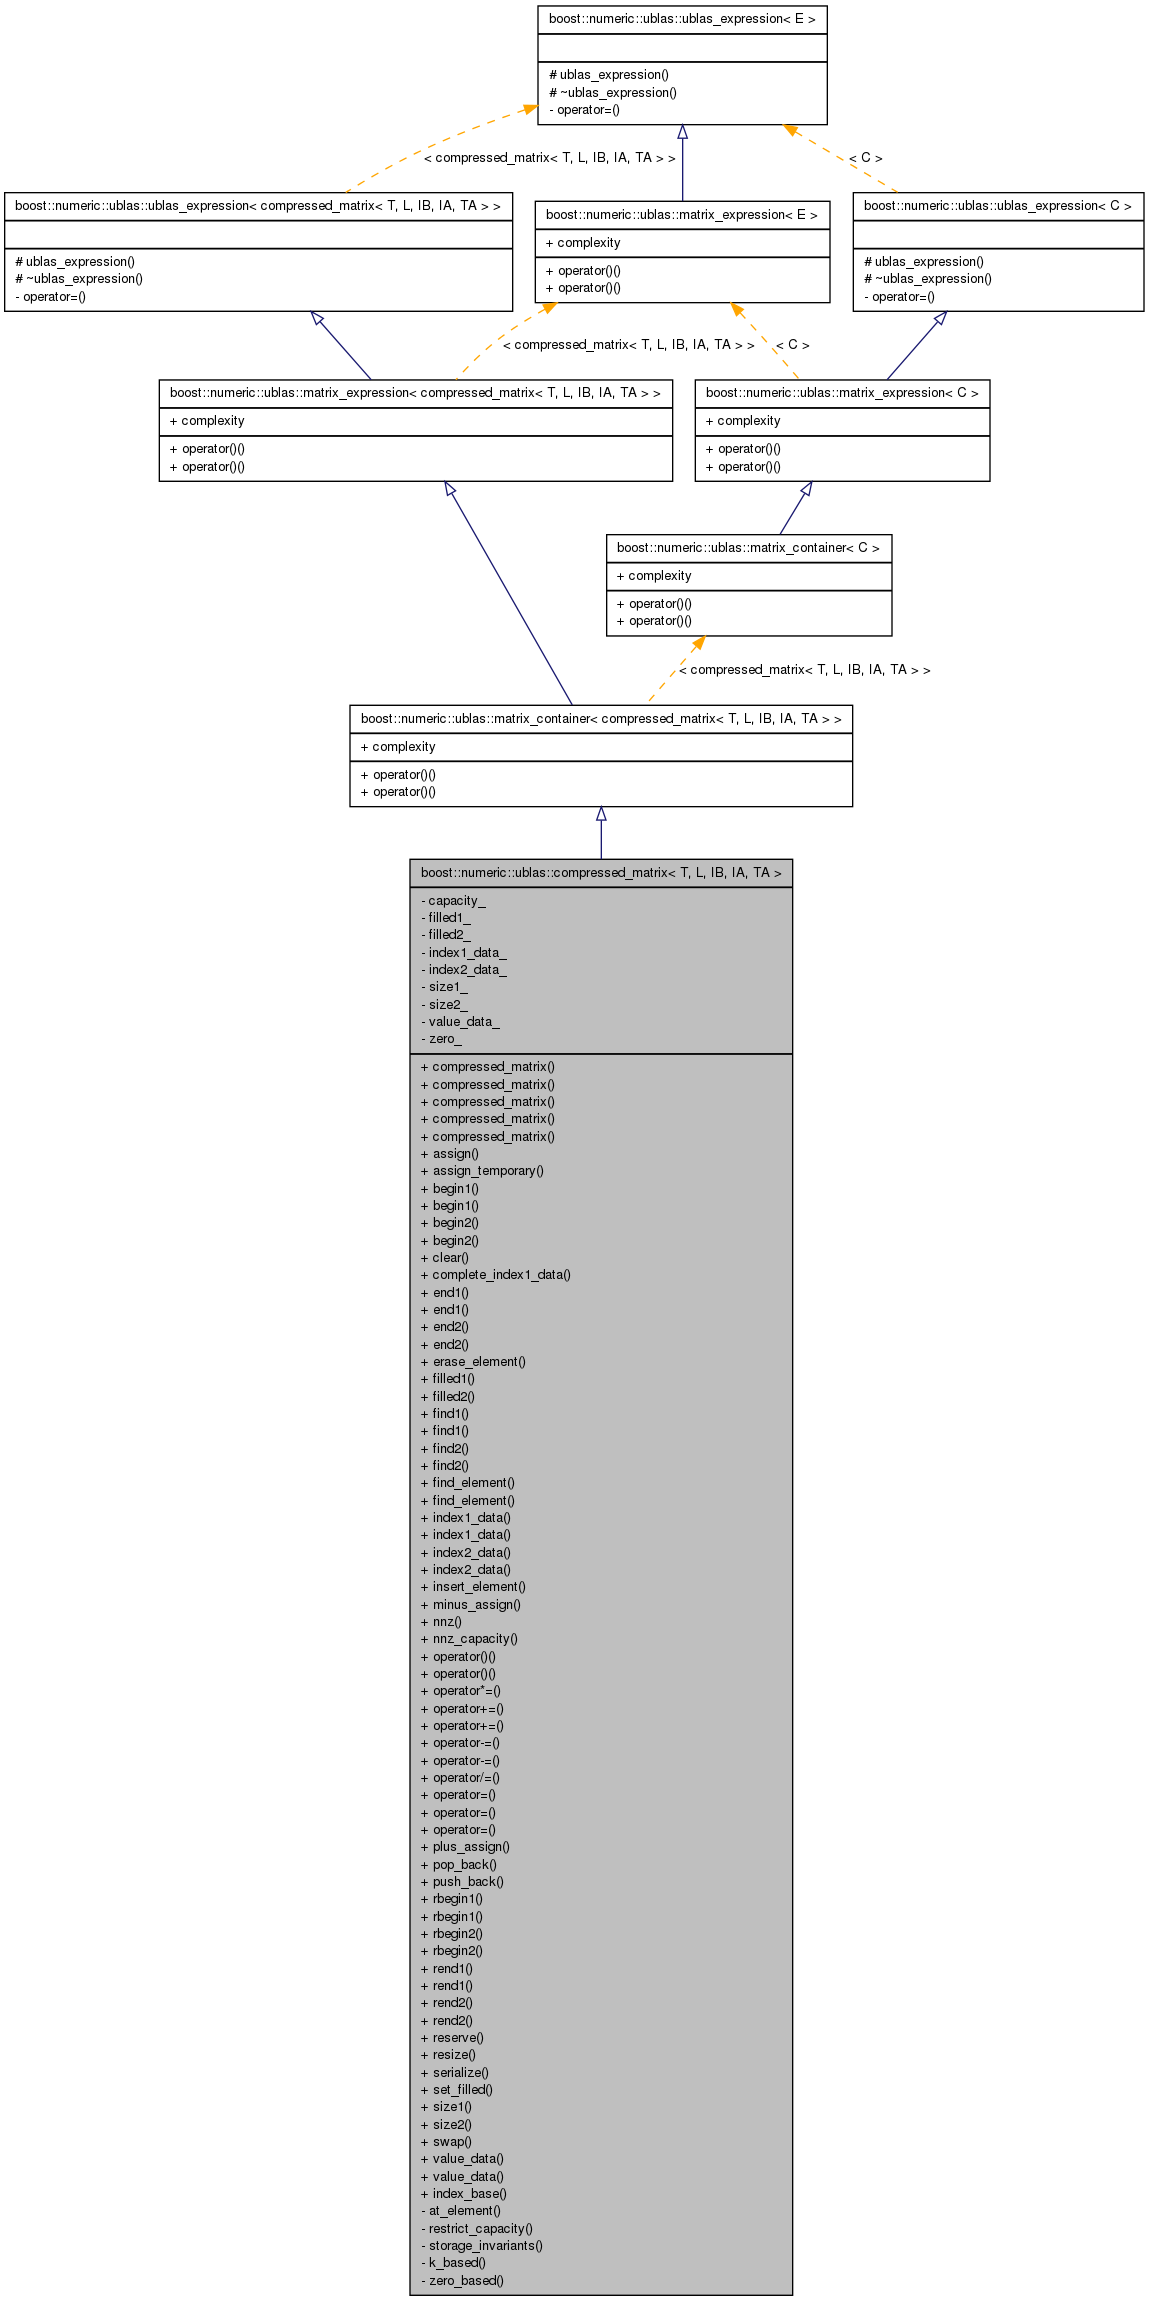 boost::numeric::ublas::ublas_expression< E >
# ublas_expression()
# ~ublas_expression()
- operator=()
< compressed_matrix< T, L, IB, IA, TA > >
< C >
boost::numeric::ublas::ublas_expression< compressed_matrix< T, L, IB, IA, TA > >
# ublas_expression()
# ~ublas_expression()
- operator=()
boost::numeric::ublas::matrix_expression< E >
+ complexity
+ operator()()
+ operator()()
boost::numeric::ublas::ublas_expression< C >
# ublas_expression()
# ~ublas_expression()
- operator=()
< compressed_matrix< T, L, IB, IA, TA > >
< C >
boost::numeric::ublas::matrix_expression< compressed_matrix< T, L, IB, IA, TA > >
+ complexity
+ operator()()
+ operator()()
boost::numeric::ublas::matrix_expression< C >
+ complexity
+ operator()()
+ operator()()
boost::numeric::ublas::matrix_container< C >
+ complexity
+ operator()()
+ operator()()
< compressed_matrix< T, L, IB, IA, TA > >
boost::numeric::ublas::matrix_container< compressed_matrix< T, L, IB, IA, TA > >
+ complexity
+ operator()()
+ operator()()
boost::numeric::ublas::compressed_matrix< T, L, IB, IA, TA >
- capacity_
- filled1_
- filled2_
- index1_data_
- index2_data_
- size1_
- size2_
- value_data_
- zero_
+ compressed_matrix()
+ compressed_matrix()
+ compressed_matrix()
+ compressed_matrix()
+ compressed_matrix()
+ assign()
+ assign_temporary()
+ begin1()
+ begin1()
+ begin2()
+ begin2()
+ clear()
+ complete_index1_data()
+ end1()
+ end1()
+ end2()
+ end2()
+ erase_element()
+ filled1()
+ filled2()
+ find1()
+ find1()
+ find2()
+ find2()
+ find_element()
+ find_element()
+ index1_data()
+ index1_data()
+ index2_data()
+ index2_data()
+ insert_element()
+ minus_assign()
+ nnz()
+ nnz_capacity()
+ operator()()
+ operator()()
+ operator*=()
+ operator+=()
+ operator+=()
+ operator-=()
+ operator-=()
+ operator/=()
+ operator=()
+ operator=()
+ operator=()
+ plus_assign()
+ pop_back()
+ push_back()
+ rbegin1()
+ rbegin1()
+ rbegin2()
+ rbegin2()
+ rend1()
+ rend1()
+ rend2()
+ rend2()
+ reserve()
+ resize()
+ serialize()
+ set_filled()
+ size1()
+ size2()
+ swap()
+ value_data()
+ value_data()
+ index_base()
- at_element()
- restrict_capacity()
- storage_invariants()
- k_based()
- zero_based()